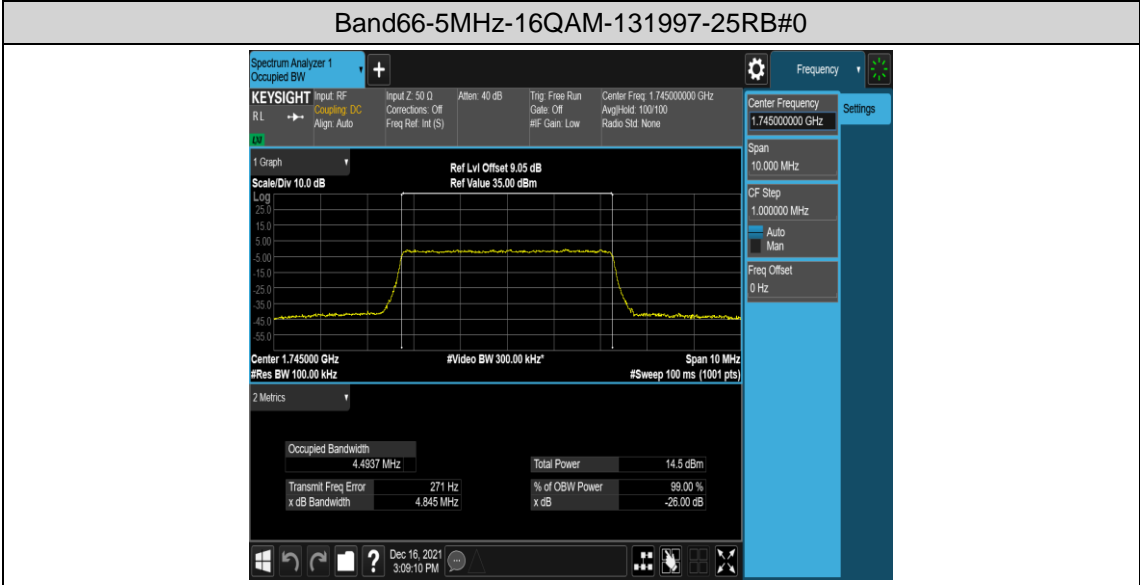 Band66-5MHz-16QAM-131997-25RB#0
Spectrum Analyzer 1
Occupied BW
+
Frequency
KEYSIGHT Input: RF Input Z: 50 Ω Atten: 40 dB Trig: Free Run Center Freq: 1.745000000 GHz
RL Coupling: DC Corrections: Off Gate: Off Avg|Hold: 100/100
Align: Auto Freq Ref: Int (S) #IF Gain: Low Radio Std: None
LXI
Center Frequency
1.745000000 GHz
Settings
Span
10.000 MHz
CF Step
1.000000 MHz
Auto
Man
Freq Offset
0 Hz
1 Graph
Ref Lvl Offset 9.05 dB
Scale/Div 10.0 dB Ref Value 35.00 dBm
Log
25.0
15.0
5.00
-5.00
-15.0
-25.0
-35.0
-45.0
-55.0
Center 1.745000 GHz #Video BW 300.00 kHz* Span 10 MHz
#Res BW 100.00 kHz #Sweep 100 ms (1001 pts)
2 Metrics
Occupied Bandwidth
4.4937 MHz Total Power 14.5 dBm
Transmit Freq Error 271 Hz % of OBW Power 99.00 %
x dB Bandwidth 4.845 MHz x dB -26.00 dB
? Dec 16, 2021
3:09:10 PM